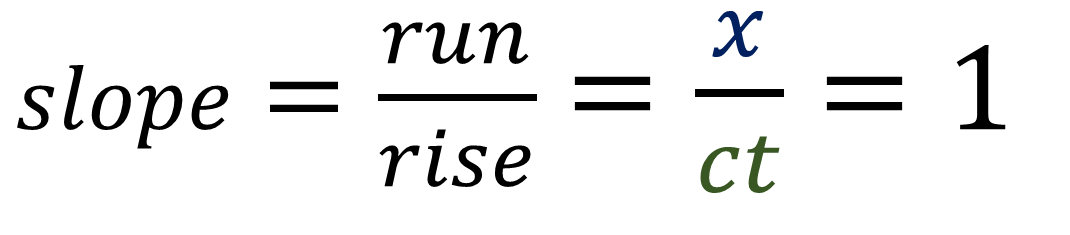 slope = run/rise = x/ct = 1